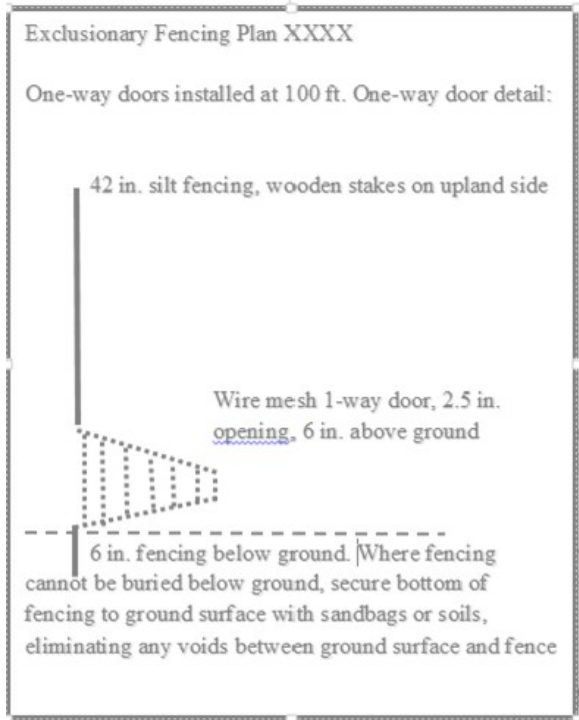 Exclusionary Fencing Plan XXXX
One-way doors installed at 100 ft. One-way door detail:
42 in. silt fencing, wooden stakes on upland side
Wire mesh 1-way door, 2.5 in.
opening, 6 in. above ground
6 in. fencing below ground. Where fencing
cannot be buried below ground, secure bottom of
fencing to ground surface with sandbags or soils,
eliminating any voids between ground surface and fence